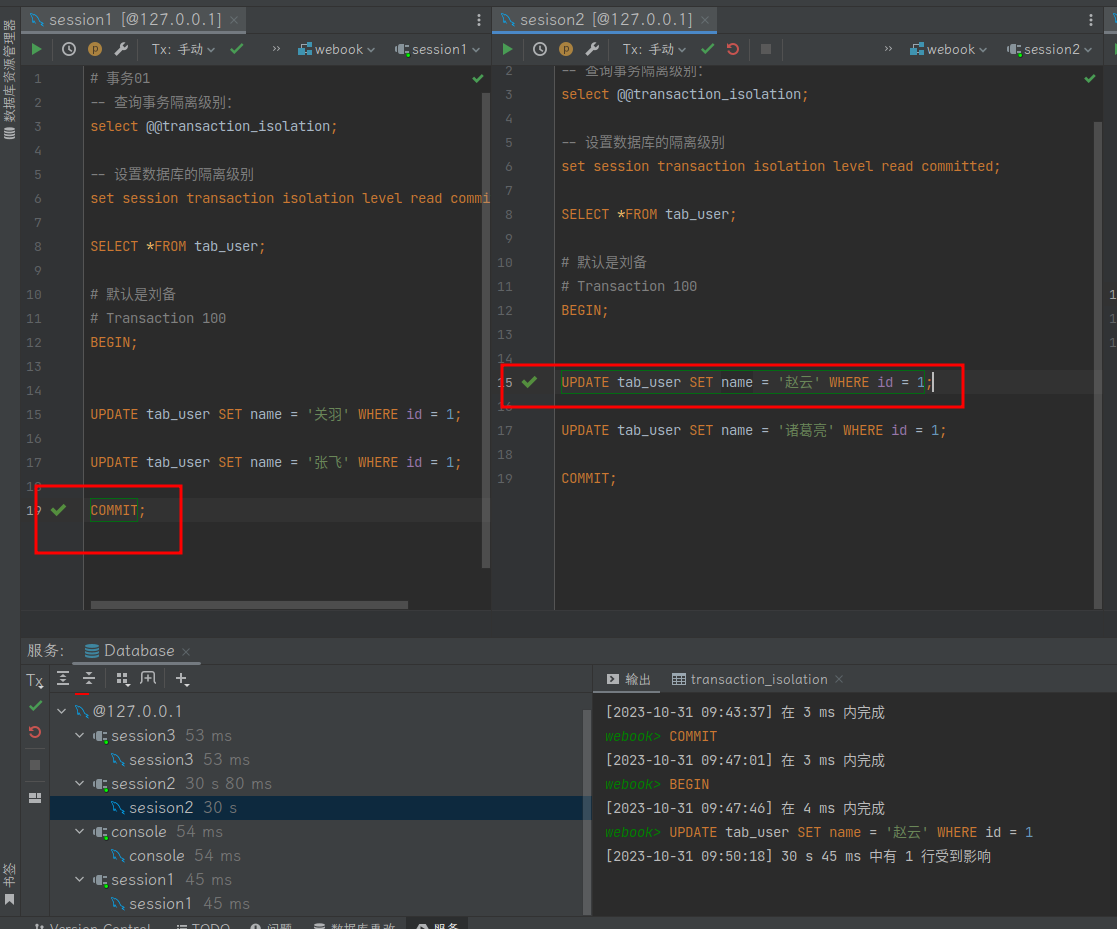 数据库资源管理器
session1 [@127.0.0.1]
Tx: 手动
webook
session1
1 # 事务01
2 -- 查询事务隔离级别：
3 select @@transaction_isolation;
4
5 -- 设置数据库的隔离级别
6 set session transaction isolation level read commi
7
8 SELECT *FROM tab_user;
9
10 # 默认是刘备
11 # Transaction 100
12 BEGIN;
13
14
15 UPDATE tab_user SET name = '关羽' WHERE id = 1;
16
17 UPDATE tab_user SET name = '张飞' WHERE id = 1;
18
19 COMMIT;
sesison2 [@127.0.0.1]
Tx: 手动
webook
session2
2 -- 查询事务隔离级别：
3 select @@transaction_isolation;
4
5 -- 设置数据库的隔离级别
6 set session transaction isolation level read committed;
7
8 SELECT *FROM tab_user;
9
10 # 默认是刘备
11 # Transaction 100
12 BEGIN;
13
14
15 UPDATE tab_user SET name = '赵云' WHERE id = 1;
16
17 UPDATE tab_user SET name = '诸葛亮' WHERE id = 1;
18
19 COMMIT;
服务:
Database
Tx
@127.0.0.1
session3 53 ms
session3 53 ms
session2 30 s 80 ms
sesison2 30 s
console 54 ms
console 54 ms
session1 45 ms
session1 45 ms
输出
transaction_isolation
[2023-10-31 09:43:37] 在 3 ms 内完成
webook> COMMIT
[2023-10-31 09:47:01] 在 3 ms 内完成
webook> BEGIN
[2023-10-31 09:47:46] 在 4 ms 内完成
webook> UPDATE tab_user SET name = '赵云' WHERE id = 1
[2023-10-31 09:50:18] 30 s 45 ms 中有 1 行受到影响
书签
Version Control
TODO
问题
数据库更改
服务